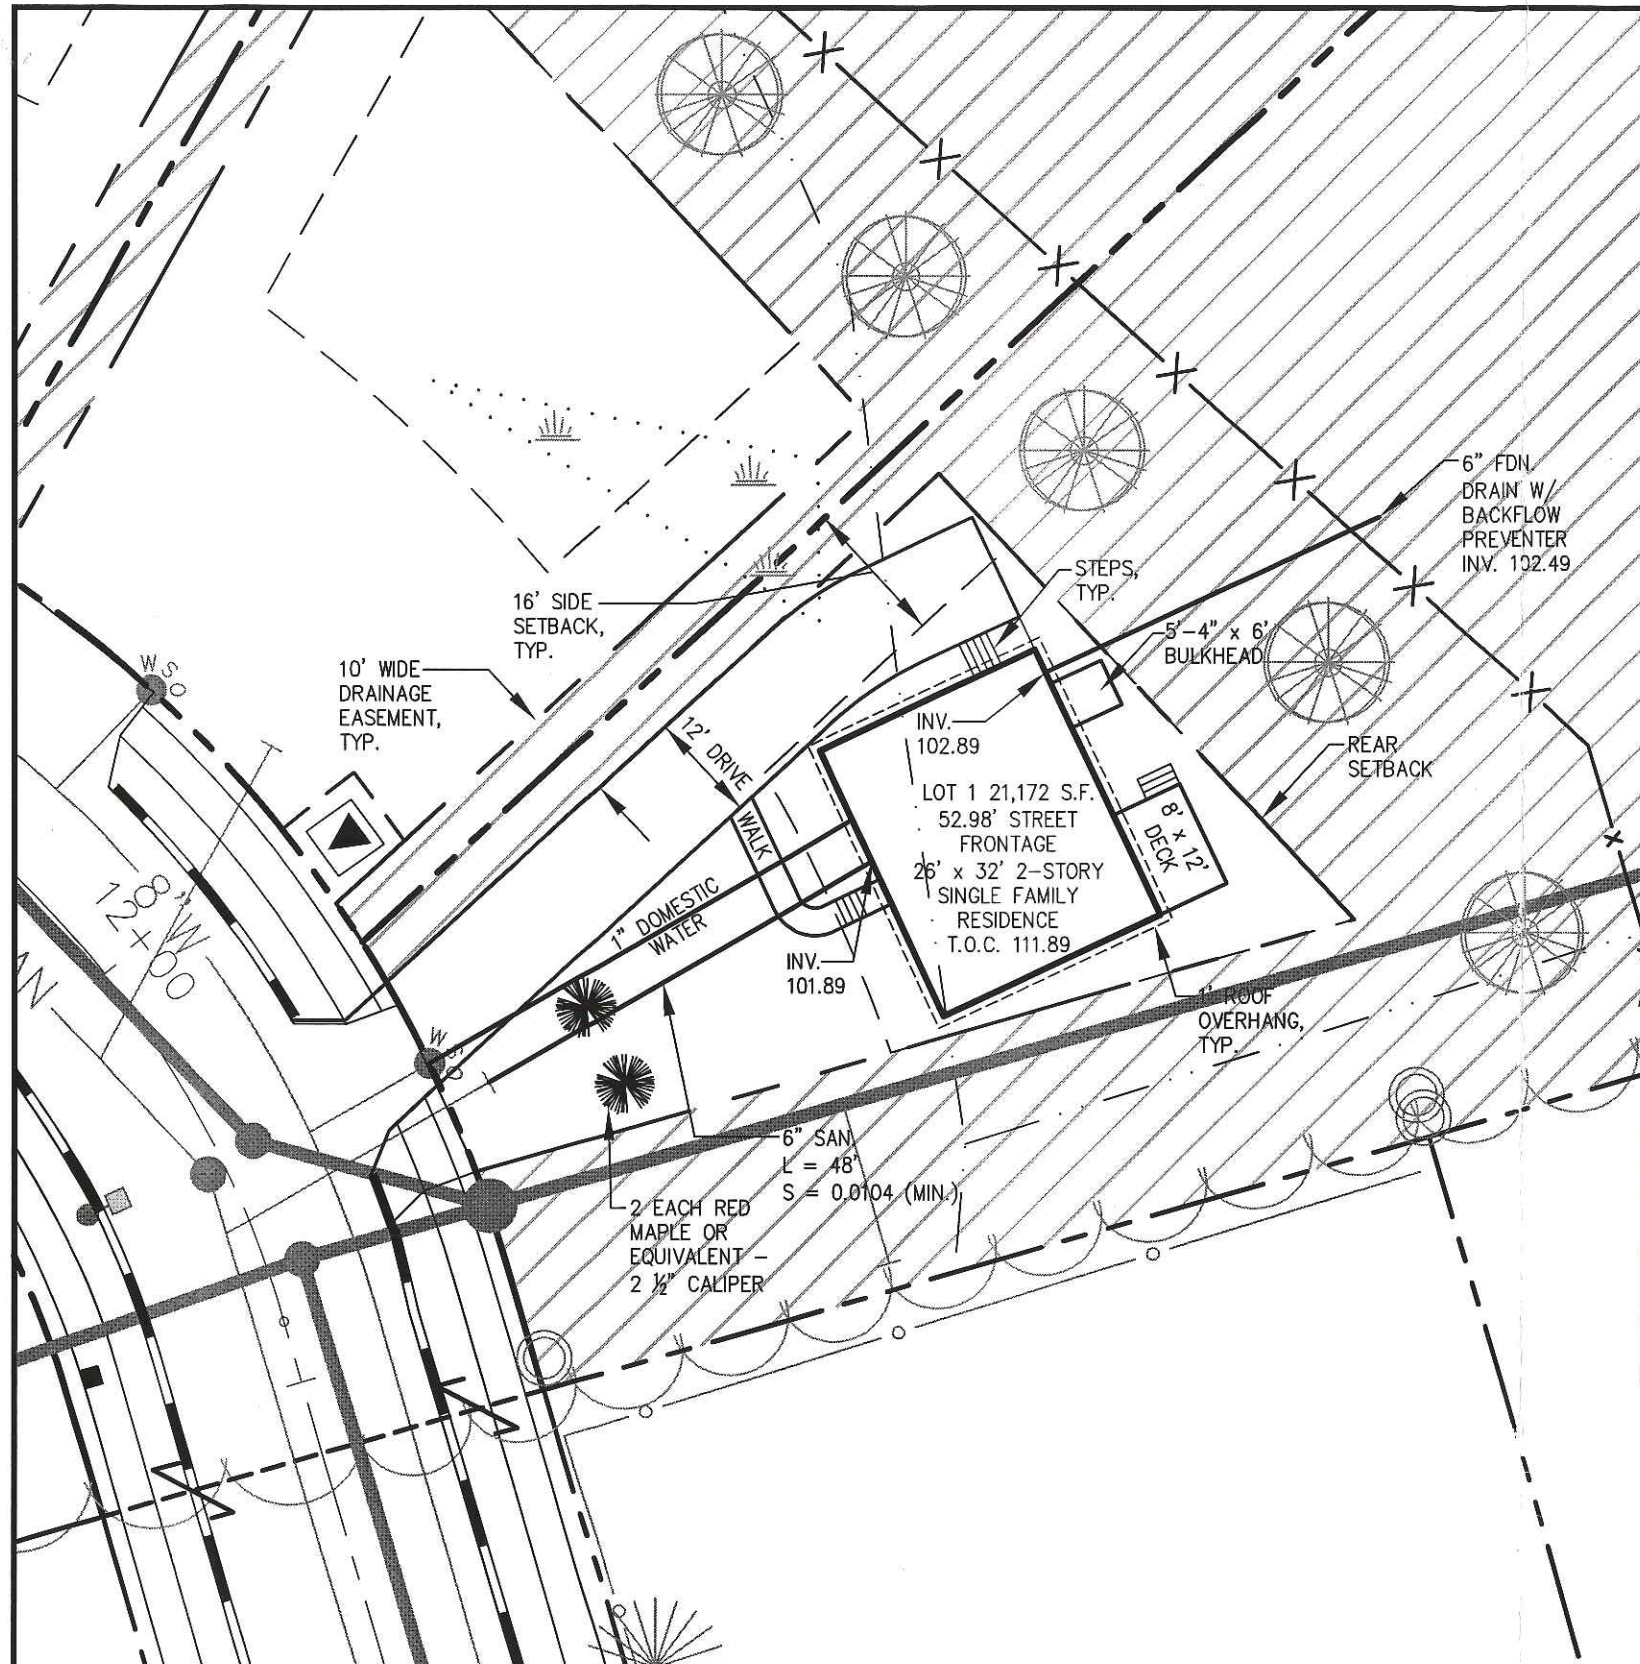 6" FDN.
DRAIN W/
BACKFLOW
PREVENTER
INV. 102.49
STEPS,
TYP.
16' SIDE
SETBACK,
TYP.
5'-4" x 6'
BULKHEAD
10' WIDE
DRAINAGE
EASEMENT,
TYP.
WSO
12' DRIVE
INV.
102.89
REAR
SETBACK
LOT 1 21,172 S.F.
52.98' STREET
FRONTAGE
26' x 32' 2-STORY
SINGLE FAMILY
RESIDENCE
T.O.C. 111.89
8' x 12'
DECK
WALK
1" DOMESTIC
WATER
INV.
101.89
8" W
12+00
1' ROOF
OVERHANG,
TYP.
WSO
6" SAN.
L = 48'
S = 0.0104 (MIN.)
2 EACH RED
MAPLE OR
EQUIVALENT –
2 ½" CALIPER